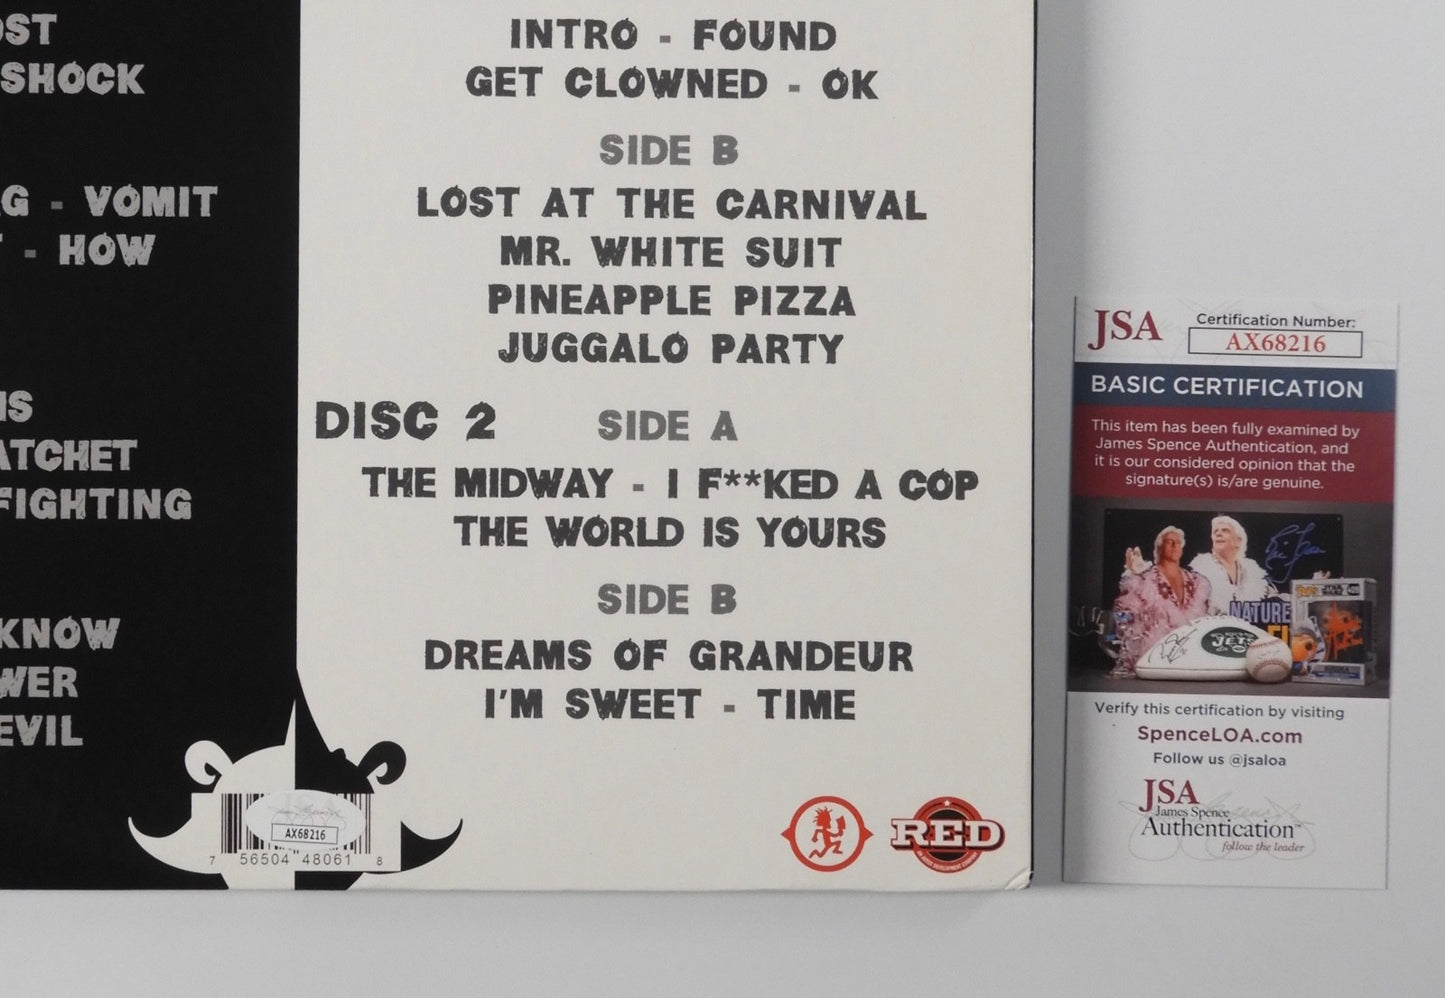 OST
SHOCK
AG - VOMIT
T - HOW
IS
ATCHET
FIGHTING
KNOW
WER
EVIL
INTRO - FOUND
GET CLOWNED - OK
SIDE B
LOST AT THE CARNIVAL
MR. WHITE SUIT
PINEAPPLE PIZZA
JUGGALO PARTY
DISC 2 SIDE A
THE MIDWAY - I F**KED A COP
THE WORLD IS YOURS
SIDE B
DREAMS OF GRANDEUR
I'M SWEET - TIME
AX68216
7 56504 48061 8
RED
JSA
Certification Number:
AX68216
BASIC CERTIFICATION
This item has been fully examined by
James Spence Authentication, and
it is our considered opinion that the
signature(s) is/are genuine.
NATURE
JETS
Verify this certification by visiting
SpenceLOA.com
Follow us @jsaloa
JSA
James Spence
Authentication™
follow the leader